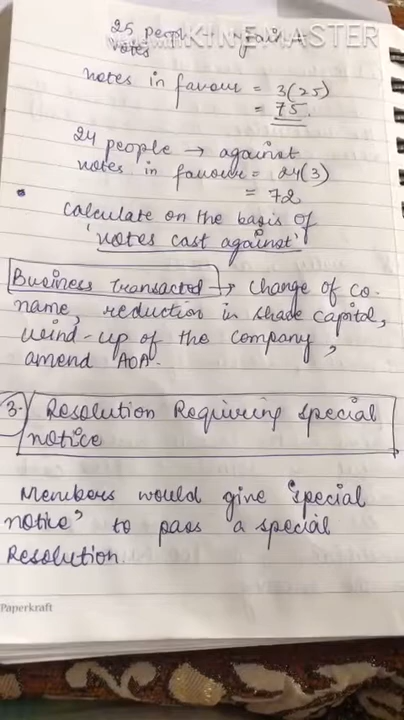 25 people → against
votes
KINEMASTER
votes in favour = 3(25)
= 75.
24 people → against
votes in favour = 24(3)
= 72
Calculate on the basis of
'votes cast against'
Business transacted → change of co.
name, reduction in share capital,
wind-up of the company,
amend AOA.
3. Resolution Requiring special
notice
Members would give 'special
notice' to pass a special
Resolution.
Paperkraft